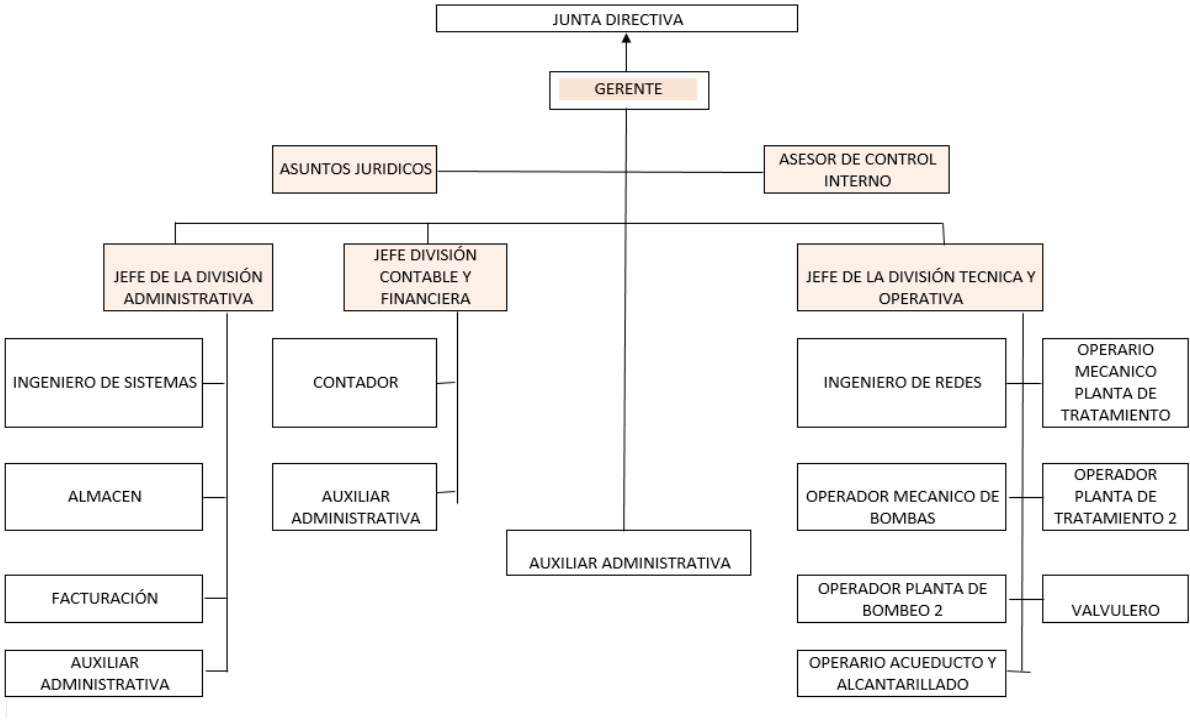 JUNTA DIRECTIVA
GERENTE
ASUNTOS JURIDICOS
ASESOR DE CONTROL
INTERNO
JEFE DE LA DIVISIÓN
ADMINISTRATIVA
JEFE DIVISIÓN
CONTABLE Y
FINANCIERA
JEFE DE LA DIVISIÓN TECNICA Y
OPERATIVA
INGENIERO DE SISTEMAS
CONTADOR
INGENIERO DE REDES
OPERARIO
MECANICO
PLANTA DE
TRATAMIENTO
ALMACEN
AUXILIAR
ADMINISTRATIVA
OPERADOR MECANICO DE
BOMBAS
OPERADOR
PLANTA DE
TRATAMIENTO 2
AUXILIAR ADMINISTRATIVA
FACTURACIÓN
OPERADOR PLANTA DE
BOMBEO 2
VALVULERO
AUXILIAR
ADMINISTRATIVA
OPERARIO ACUEDUCTO Y
ALCANTARILLADO